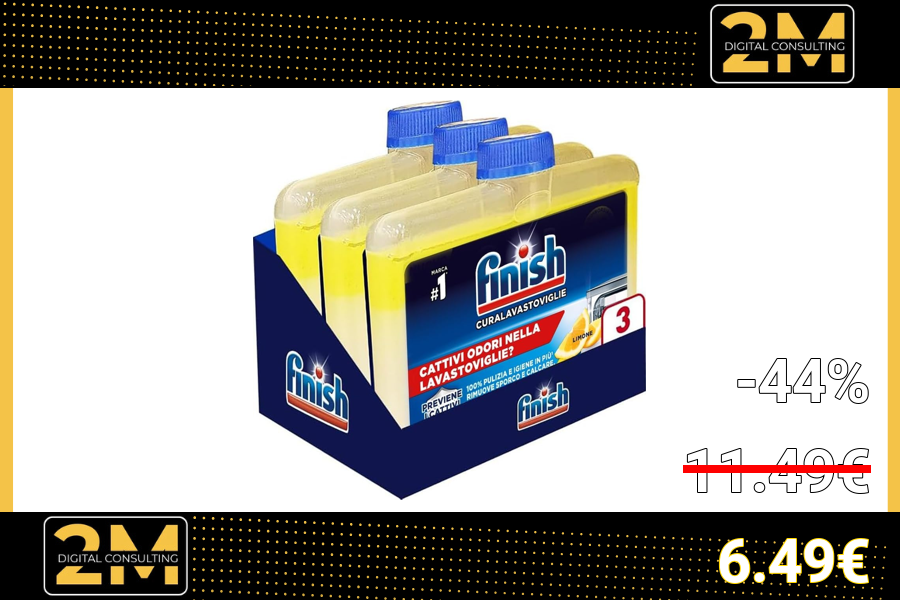 2M
DIGITAL CONSULTING
MARCA
#1
finish
CURALAVASTOVIGLIE
LIMONE
3
CATTIVI ODORI NELLA
LAVASTOVIGLIE?
100% PULIZIA E IGIENE IN PIÙ
RIMUOVE SPORCO E CALCARE
PREVIENE
I CATTIVI
finish
finish
-44%
11.49€
2M
DIGITAL CONSULTING
6.49€